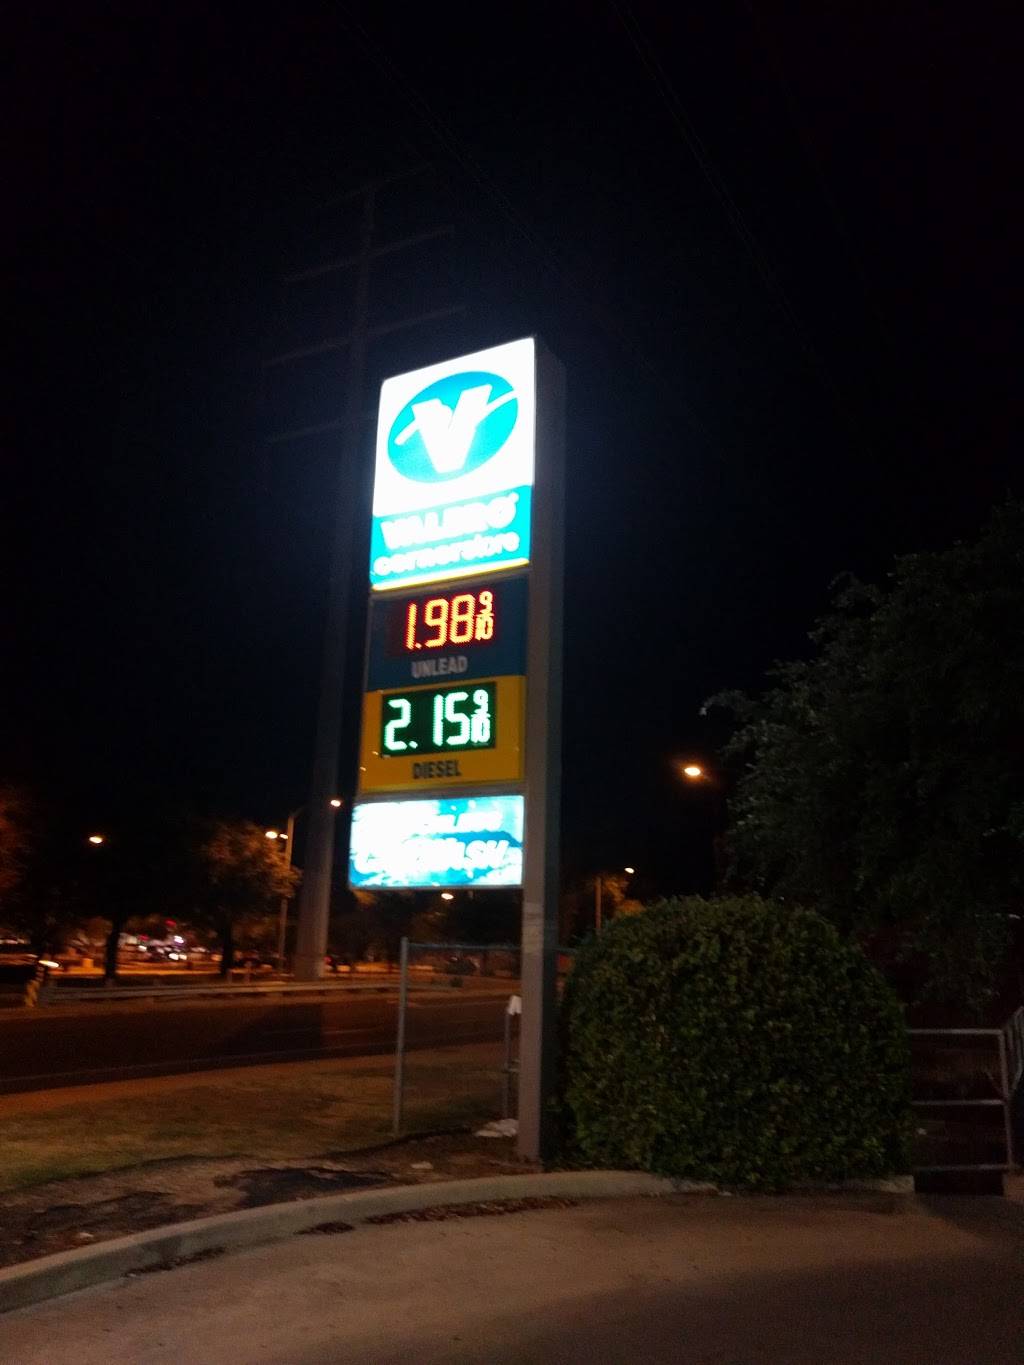 V
VALERO
cornerstore
1.98 9/10
UNLEAD
2.15 9/10
DIESEL